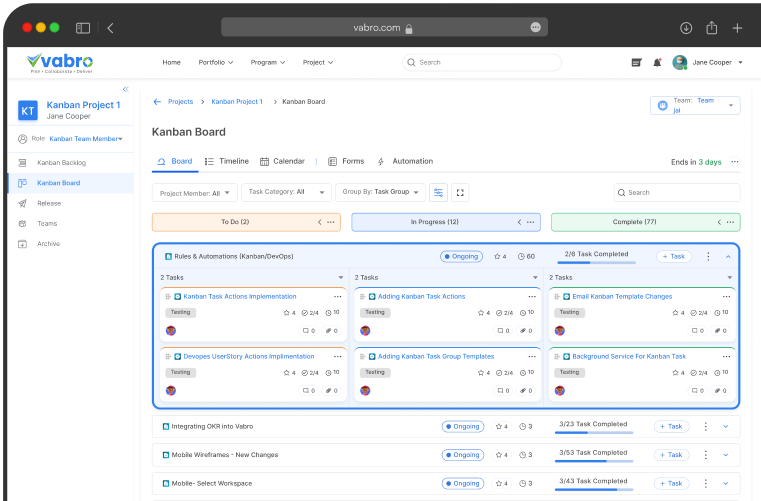 vabro.com
vabro
Plan • Collaborate • Deliver
Home Portfolio Program Project Search Jane Cooper
KT Kanban Project 1
Jane Cooper
Role Kanban Team Member
Kanban Backlog
Kanban Board
Release
Teams
Archive
Projects > Kanban Project 1 > Kanban Board
Team: Team
jai
Kanban Board
Board Timeline Calendar | Forms Automation Ends in 3 days
Project Member: All Task Category: All Group By: Task Group Search
To Do (2) In Progress (12) Complete (77)
Rules & Automations (Kanban/DevOps) Ongoing 4 60 2/6 Task Completed + Task
2 Tasks 2 Tasks 2 Tasks
Kanban Task Actions Implementation Adding Kanban Task Actions Email Kanban Template Changes
Testing 4 2/4 10 Testing 4 2/4 10 Testing 4 2/4 10
0 0 0 0 0 0
Devopes UserStory Actions Implimentation Adding Kanban Task Group Templates Background Service For Kanban Task
Testing 4 2/4 10 Testing 4 2/4 10 Testing 4 2/4 10
0 0 0 0 0 0
Integrating OKR into Vabro Ongoing 4 3 3/23 Task Completed + Task
Mobile Wireframes - New Changes Ongoing 4 3 3/53 Task Completed + Task
Mobile- Select Workspace Ongoing 4 3 3/43 Task Completed + Task